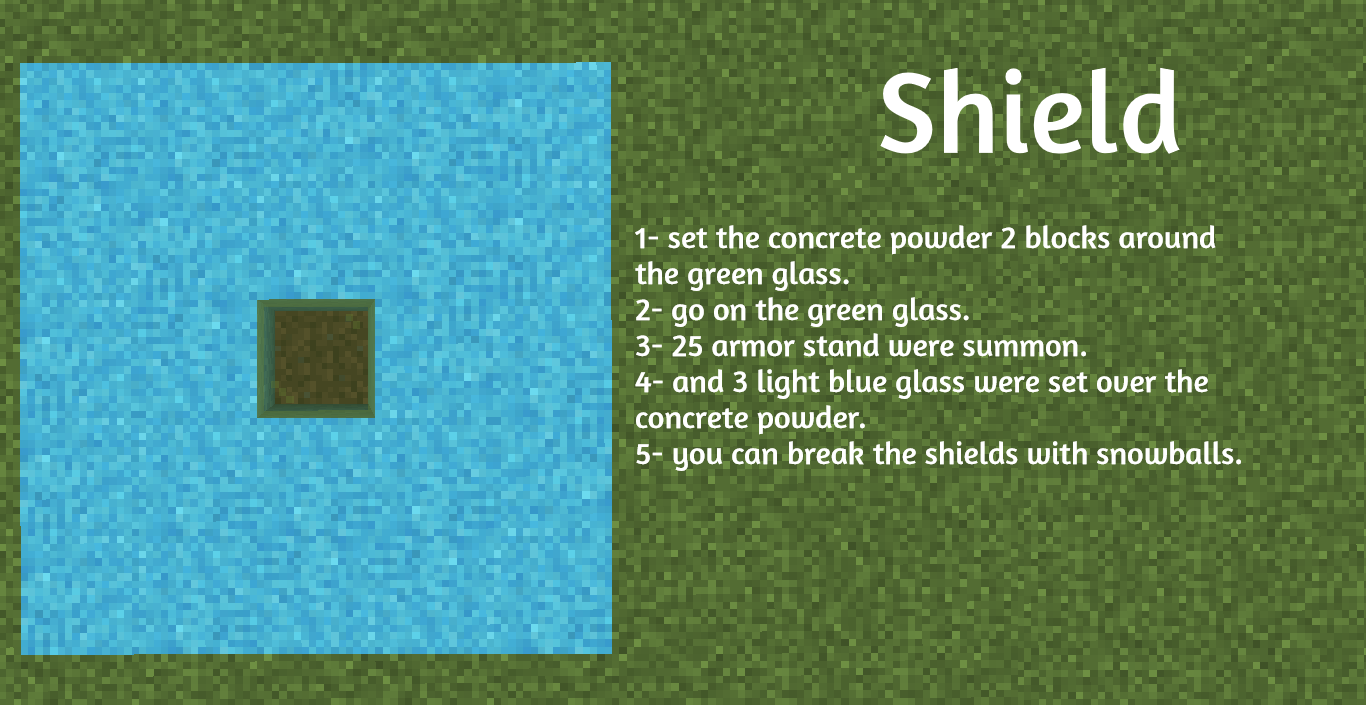 Shield
1- set the concrete powder 2 blocks around
the green glass.
2- go on the green glass.
3- 25 armor stand were summon.
4- and 3 light blue glass were set over the
concrete powder.
5- you can break the shields with snowballs.